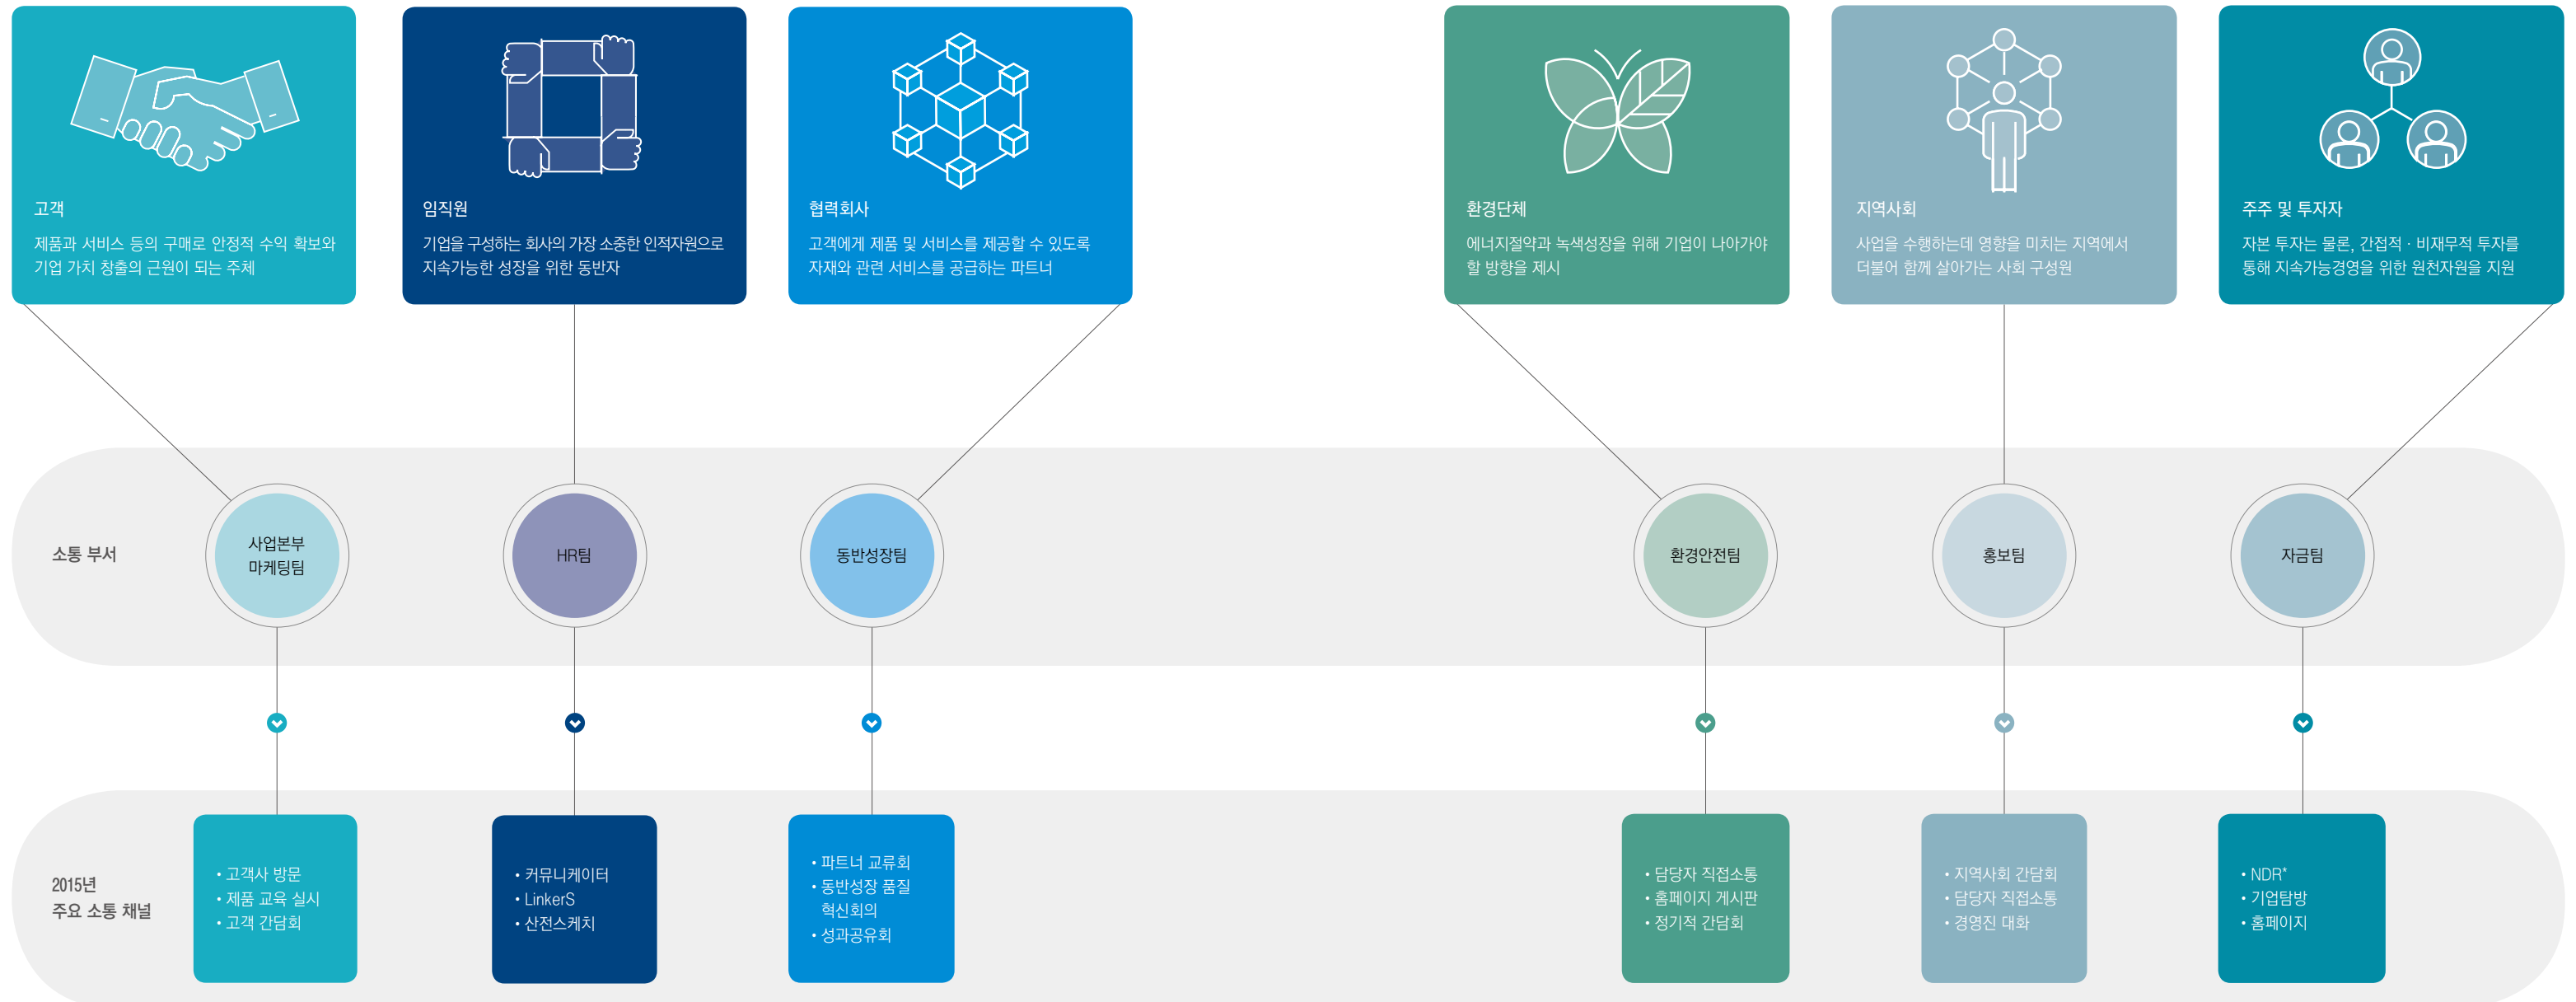 고객
제품과 서비스 등의 구매로 안정적 수익 확보와
기업 가치 창출의 근원이 되는 주체
임직원
기업을 구성하는 회사의 가장 소중한 인적자원으로
지속가능한 성장을 위한 동반자
협력회사
고객에게 제품 및 서비스를 제공할 수 있도록
자재와 관련 서비스를 공급하는 파트너
환경단체
에너지절약과 녹색성장을 위해 기업이 나아가야
할 방향을 제시
지역사회
사업을 수행하는데 영향을 미치는 지역에서
더불어 함께 살아가는 사회 구성원
주주 및 투자자
자본 투자는 물론, 간접적 · 비재무적 투자를
통해 지속가능경영을 위한 원천자원을 지원
소통 부서
사업본부
마케팅팀
HR팀
동반성장팀
환경안전팀
홍보팀
자금팀
2015년
주요 소통 채널
• 고객사 방문
• 제품 교육 실시
• 고객 간담회
• 커뮤니케이터
• LinkerS
• 산전스케치
• 파트너 교류회
• 동반성장 품질
혁신회의
• 성과공유회
• 담당자 직접소통
• 홈페이지 게시판
• 정기적 간담회
• 지역사회 간담회
• 담당자 직접소통
• 경영진 대화
• NDR*
• 기업탐방
• 홈페이지